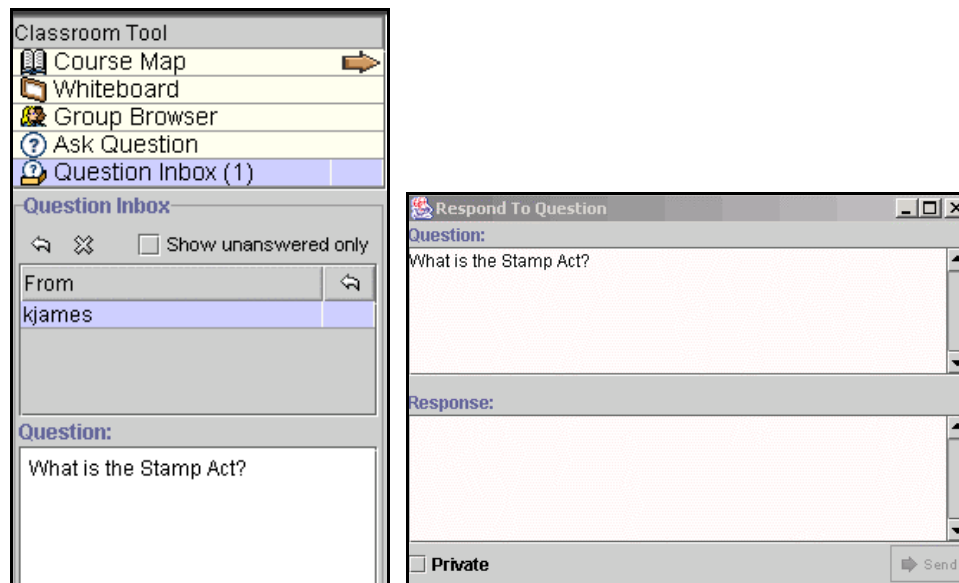 Classroom Tool
Course Map
Whiteboard
Group Browser
Ask Question
Question Inbox (1)
Question Inbox
Show unanswered only
From
kjames
Question:
What is the Stamp Act?
Respond To Question
Question:
What is the Stamp Act?
Response:
Private
Send